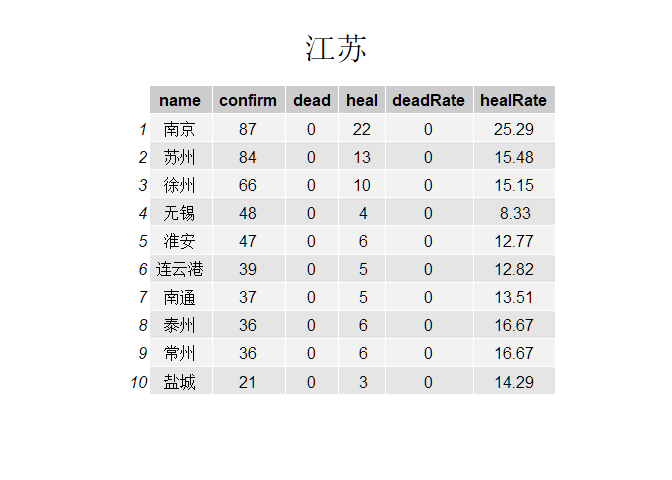 江苏
name confirm dead heal deadRate healRate
1 南京 87 0 22 0 25.29
2 苏州 84 0 13 0 15.48
3 徐州 66 0 10 0 15.15
4 无锡 48 0 4 0 8.33
5 淮安 47 0 6 0 12.77
6 连云港 39 0 5 0 12.82
7 南通 37 0 5 0 13.51
8 泰州 36 0 6 0 16.67
9 常州 36 0 6 0 16.67
10 盐城 21 0 3 0 14.29